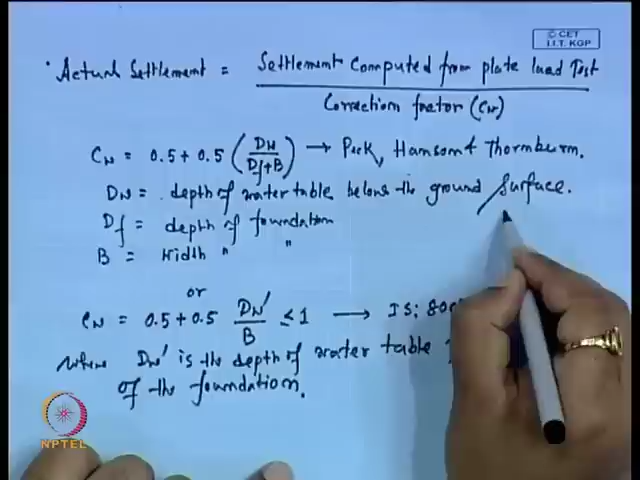 © CET
I.I.T. KGP
· Actual Settlement = Settlement Computed from plate load Test / Correction factor (Cw)
Cw = 0.5 + 0.5 (Dw / Df+B) → Peck, Hanson & Thornburn.
Dw = depth of water table below the ground surface.
Df = depth of foundation
B = width " "
or
Cw = 0.5 + 0.5 Dw' / B ≤ 1 → IS:
where Dw' is the depth of water table
of the foundation.
NPTEL